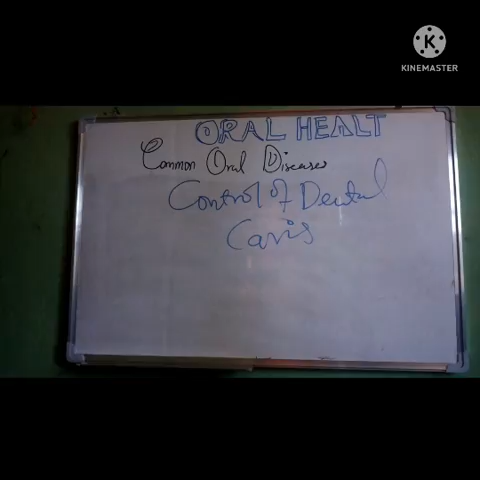 K
KINEMASTER
ORAL HEALT
Common Oral Diseases
Control of Dental
Caris